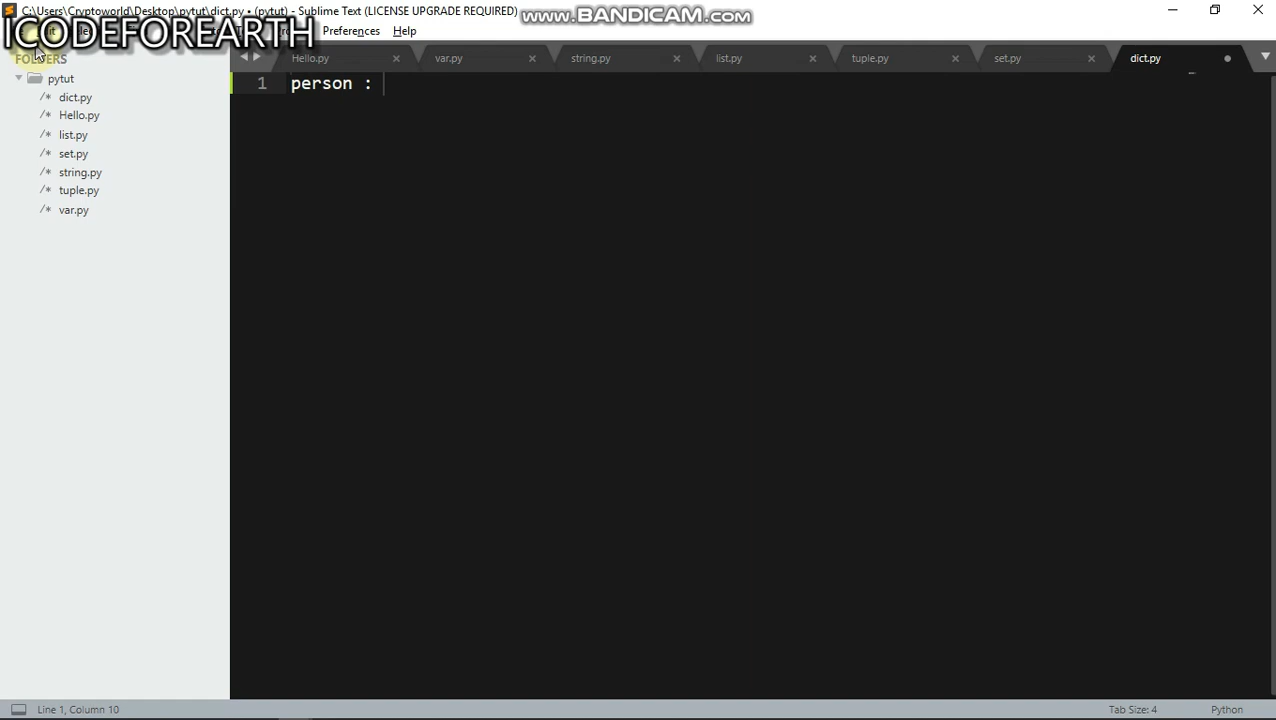 C:\Users\Cryptoworld\Desktop\pytut\dict.py • (pytut) - Sublime Text (LICENSE UPGRADE REQUIRED)
www.BANDICAM.com
ICODEFOREARTH
Preferences Help
FOLDERS
pytut
dict.py
Hello.py
list.py
set.py
string.py
tuple.py
var.py
Hello.py var.py string.py list.py tuple.py set.py dict.py
1 person :
Line 1, Column 10
Tab Size: 4 Python